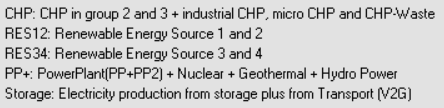 CHP: CHP in group 2 and 3 + industrial CHP, micro CHP and CHP-Waste
RES12: Renewable Energy Source 1 and 2
RES34: Renewable Energy Source 3 and 4
PP+: PowerPlant(PP+PP2) + Nuclear + Geothermal + Hydro Power
Storage: Electricity production from storage plus from Transport (V2G)